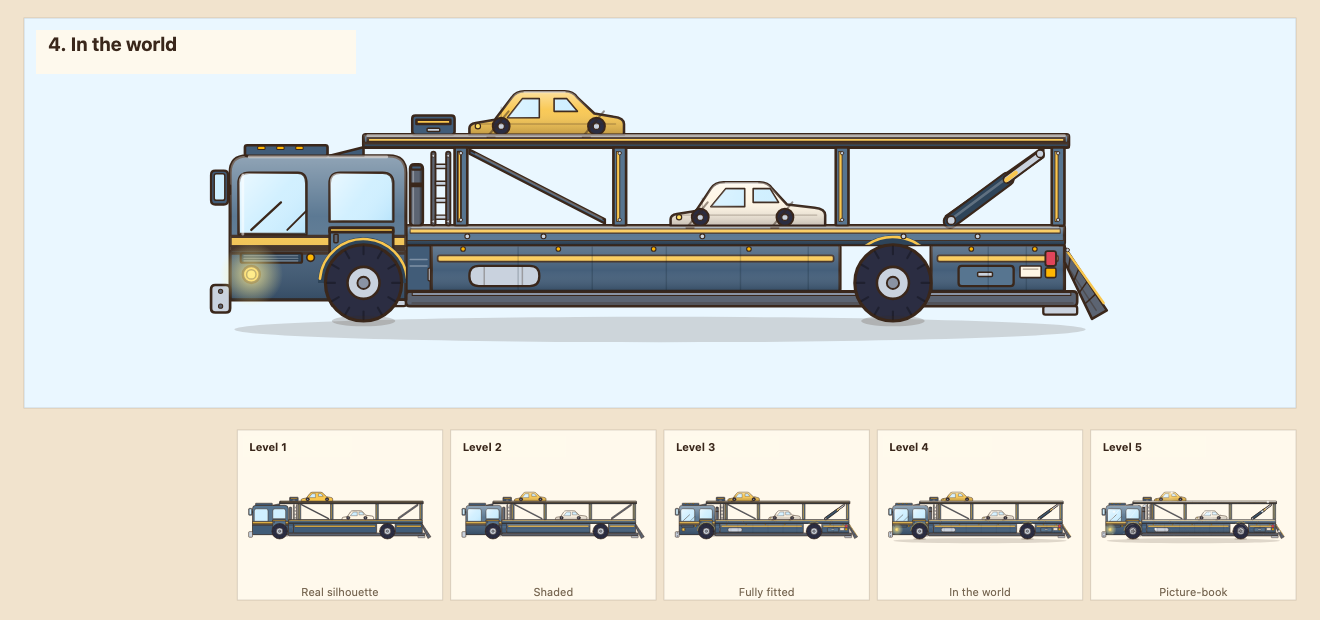 4. In the world
Level 1
Real silhouette
Level 2
Shaded
Level 3
Fully fitted
Level 4
In the world
Level 5
Picture-book